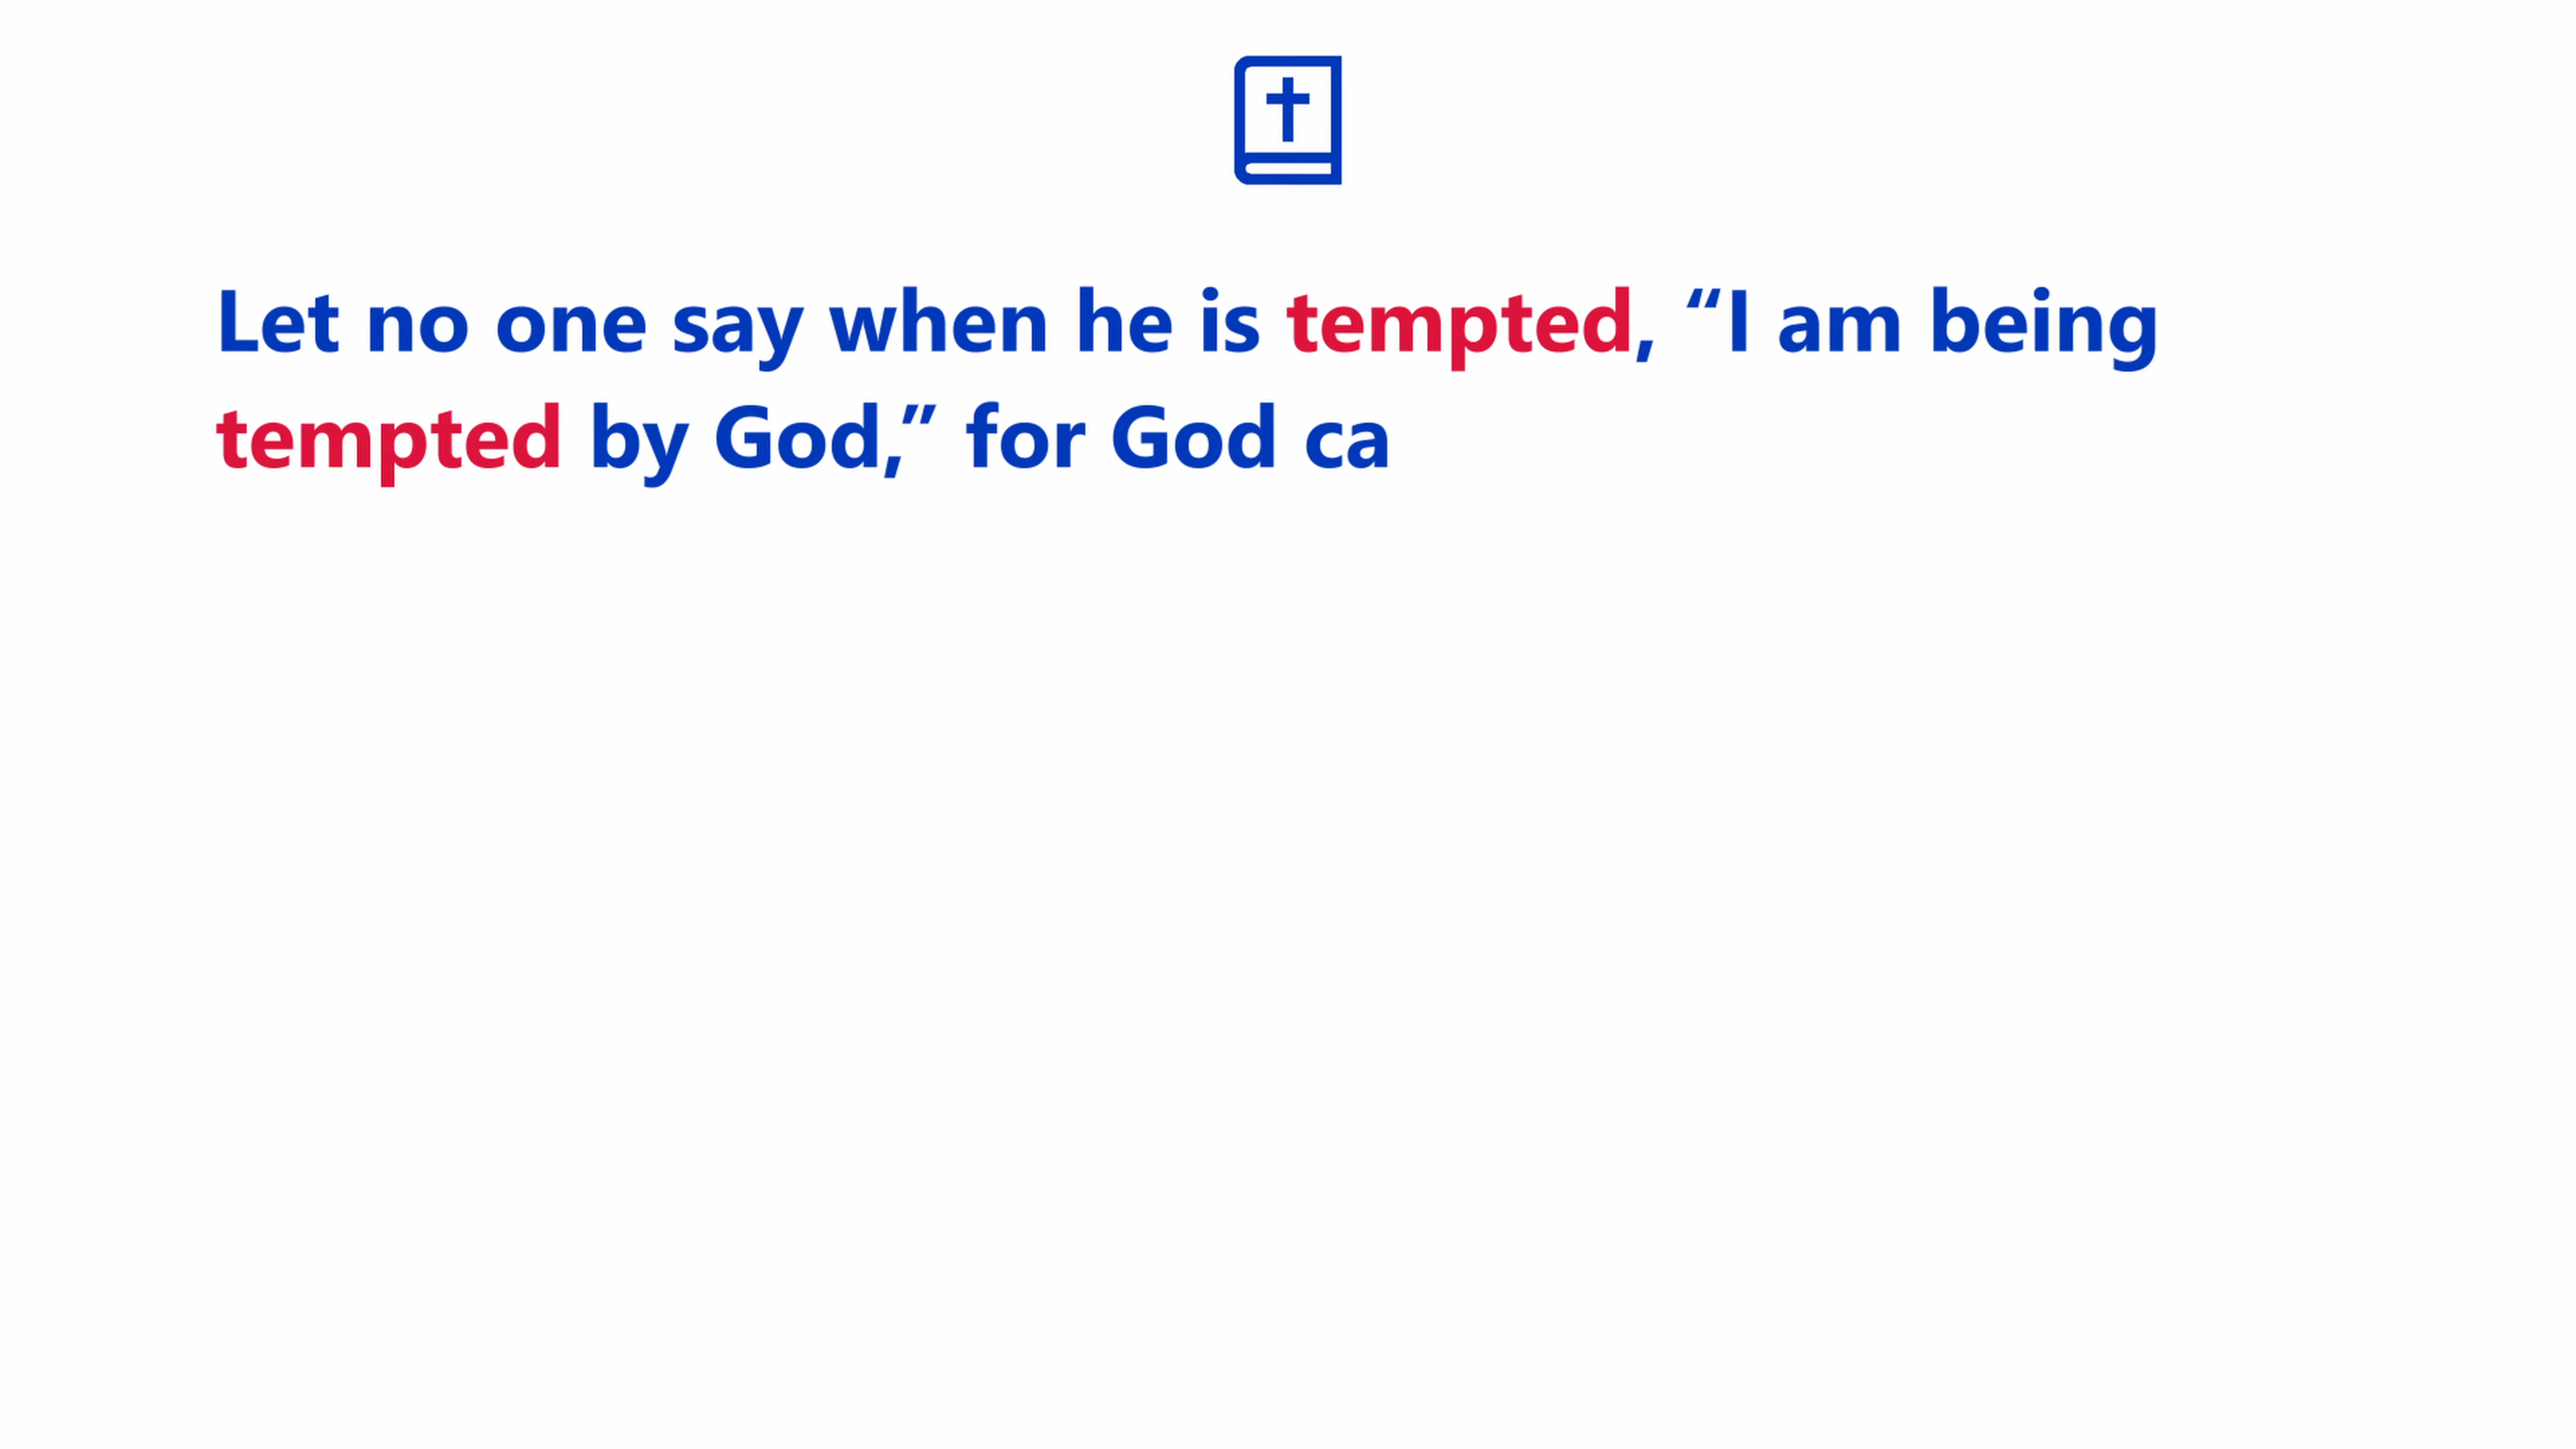 Let no one say when he is tempted, “I am being
tempted by God,” for God ca